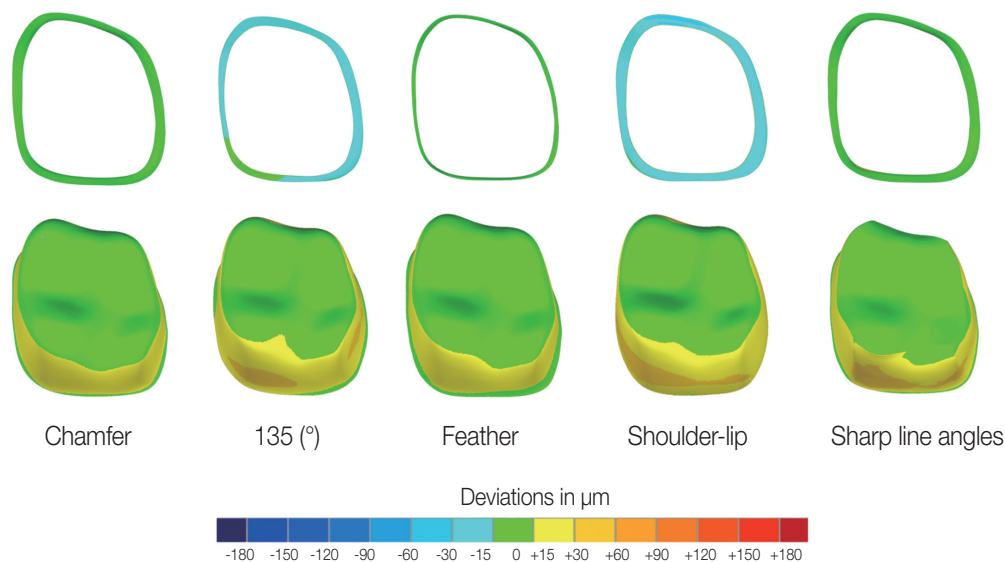 Chamfer 135 (°) Feather Shoulder-lip Sharp line angles
Deviations in µm
-180 -150 -120 -90 -60 -30 -15 0 +15 +30 +60 +90 +120 +150 +180